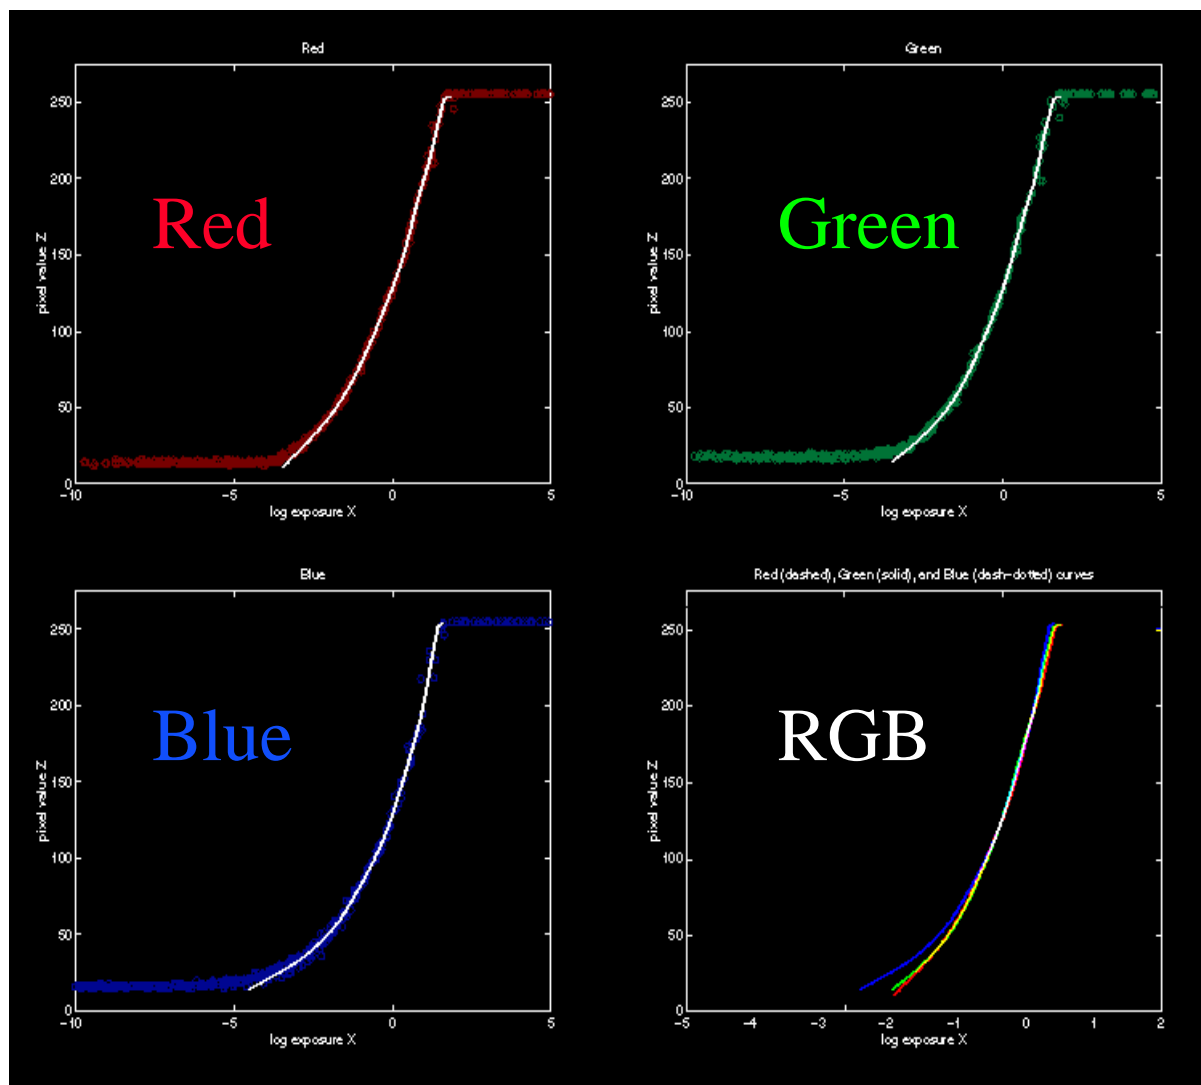 Red
250
200
150
100
50
0
pixel value Z
Red
-10
-5
0
5
log exposure X
Green
250
200
150
100
50
0
pixel value Z
Green
-10
-5
0
5
log exposure X
Blue
250
200
150
100
50
0
pixel value Z
Blue
-10
-5
0
5
log exposure X
Red (dashed), Green (solid), and Blue (dash-dotted) curves
250
200
150
100
50
0
pixel value Z
RGB
-5
-4
-3
-2
-1
0
1
2
log exposure X